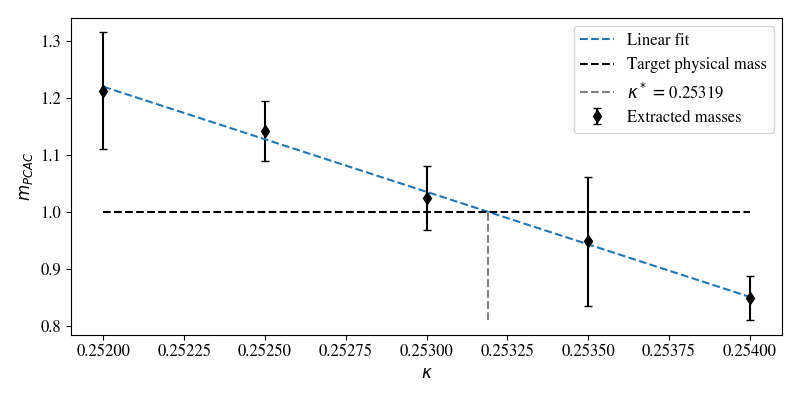 Linear fit
Target physical mass
κ* = 0.25319
Extracted masses
1.3
1.2
1.1
1.0
0.9
0.8
m_PCAC
0.25200 0.25225 0.25250 0.25275 0.25300 0.25325 0.25350 0.25375 0.25400
κ